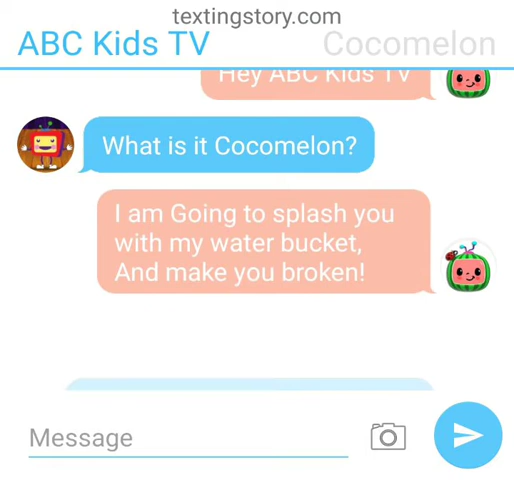 textingstory.com
ABC Kids TV
Cocomelon
Hey ABC Kids TV
What is it Cocomelon?
I am Going to splash you
with my water bucket,
And make you broken!
Message